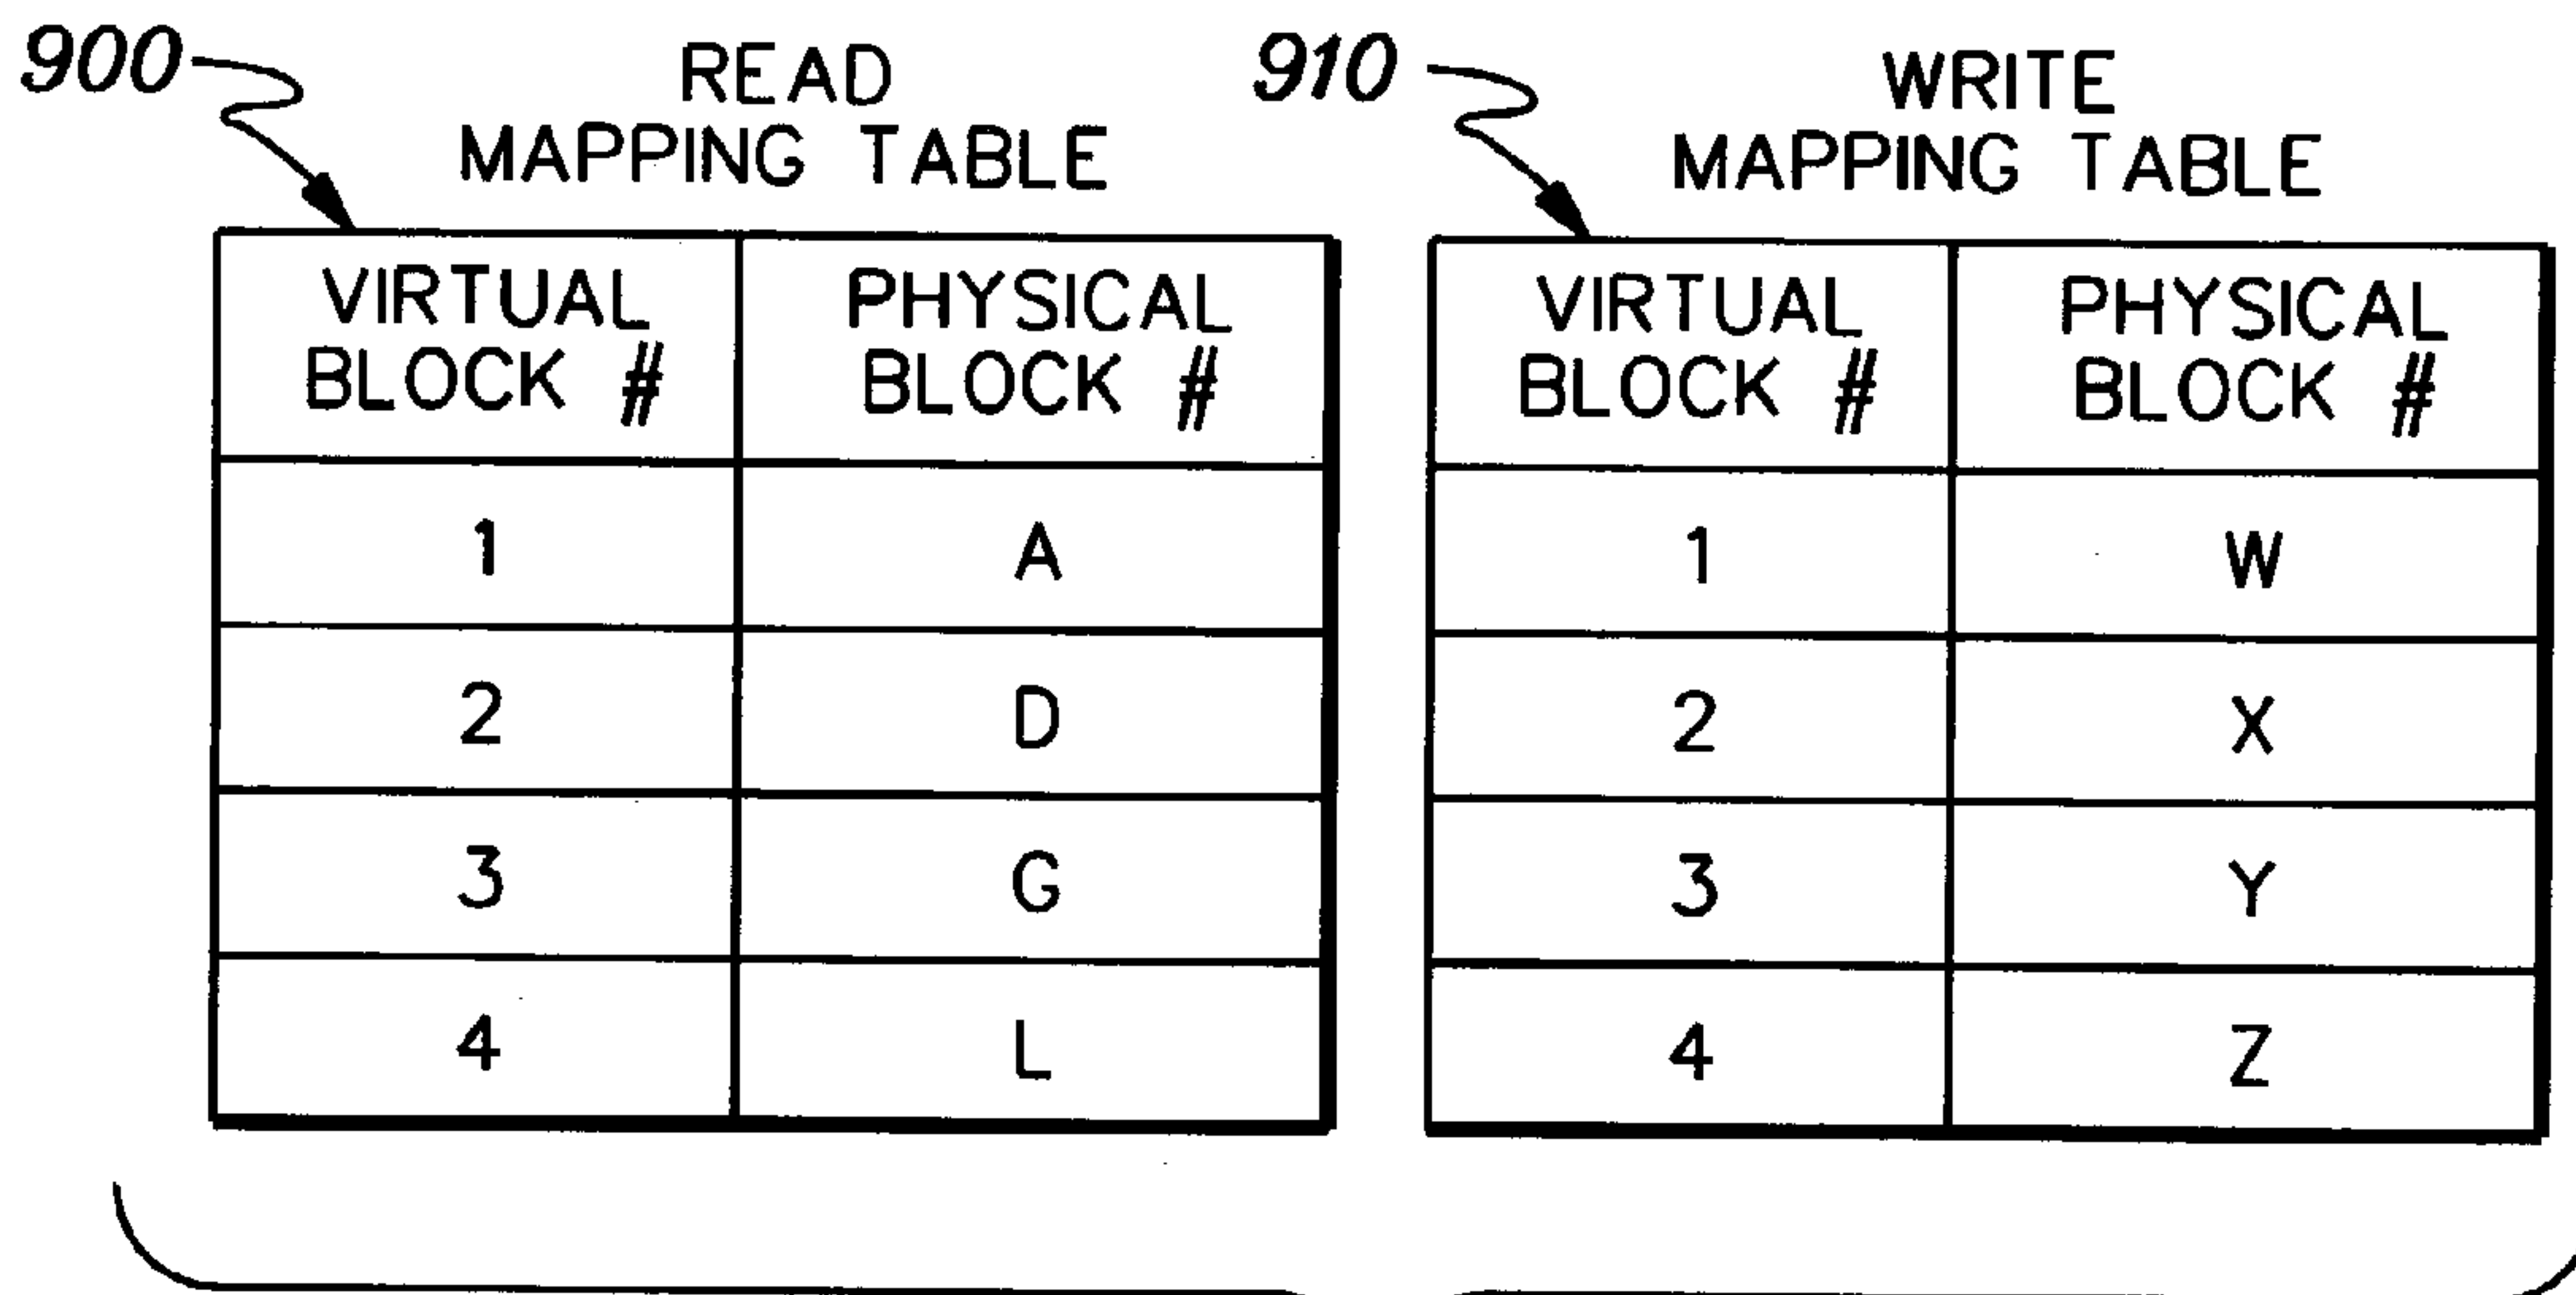 900
READ
MAPPING TABLE
VIRTUAL BLOCK # PHYSICAL BLOCK #
1 A
2 D
3 G
4 L
910
WRITE
MAPPING TABLE
VIRTUAL BLOCK # PHYSICAL BLOCK #
1 W
2 X
3 Y
4 Z